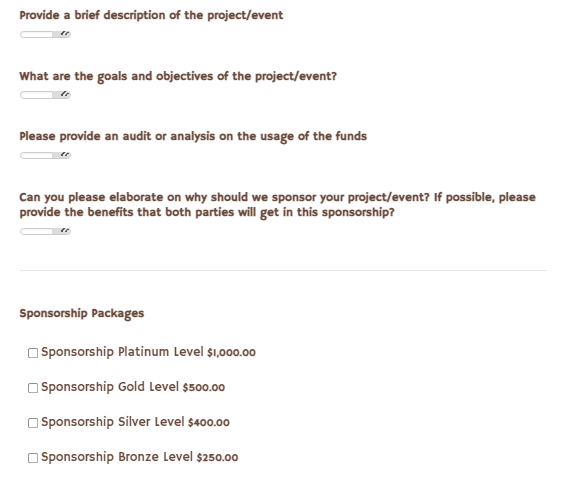 Provide a brief description of the project/event
What are the goals and objectives of the project/event?
Please provide an audit or analysis on the usage of the funds
Can you please elaborate on why should we sponsor your project/event? If possible, please
provide the benefits that both parties will get in this sponsorship?
Sponsorship Packages
Sponsorship Platinum Level $1,000.00
Sponsorship Gold Level $500.00
Sponsorship Silver Level $400.00
Sponsorship Bronze Level $250.00